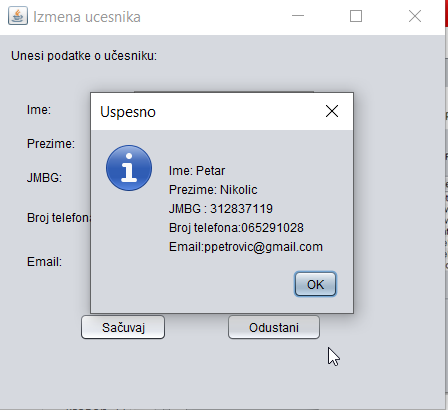 Izmena ucesnika
Unesi podatke o učesniku:
Ime:
Prezime:
JMBG:
Broj telefona
Email:
Uspesno
Ime: Petar
Prezime: Nikolic
JMBG : 312837119
Broj telefona:065291028
Email:ppetrovic@gmail.com
OK
Sačuvaj
Odustani